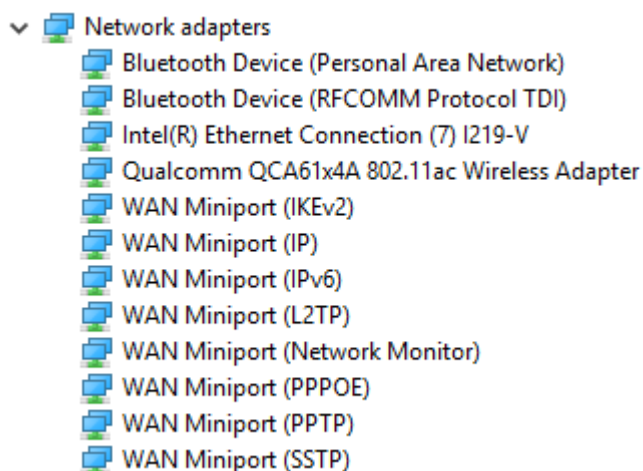 Network adapters
Bluetooth Device (Personal Area Network)
Bluetooth Device (RFCOMM Protocol TDI)
Intel(R) Ethernet Connection (7) I219-V
Qualcomm QCA61x4A 802.11ac Wireless Adapter
WAN Miniport (IKEv2)
WAN Miniport (IP)
WAN Miniport (IPv6)
WAN Miniport (L2TP)
WAN Miniport (Network Monitor)
WAN Miniport (PPPOE)
WAN Miniport (PPTP)
WAN Miniport (SSTP)